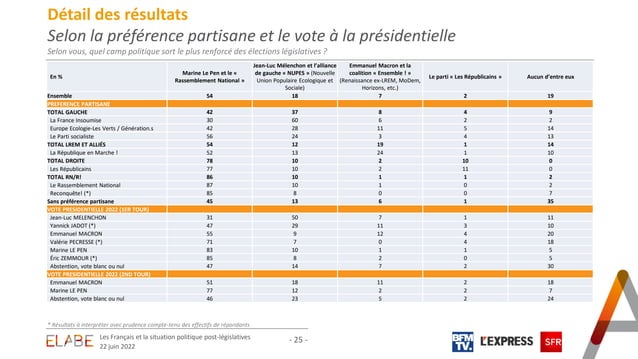 Détail des résultats
Selon la préférence partisane et le vote à la présidentielle
Selon vous, quel camp politique sort le plus renforcé des élections législatives ?
En %
Marine Le Pen et le « Rassemblement National »
Jean-Luc Mélenchon et l'alliance de gauche « NUPES » (Nouvelle Union Populaire Ecologique et Sociale)
Emmanuel Macron et la coalition « Ensemble ! » (Renaissance ex-LREM, MoDem, Horizons, etc.)
Le parti « Les Républicains »
Aucun d'entre eux
Ensemble 54 18 7 2 19
PREFERENCE PARTISANE
TOTAL GAUCHE 42 37 8 4 9
La France Insoumise 30 60 6 2 2
Europe Ecologie-Les Verts / Génération.s 42 28 11 5 14
Le Parti socialiste 56 24 3 4 13
TOTAL LREM ET ALLIÉS 54 12 19 1 14
La République en Marche ! 52 13 24 1 10
TOTAL DROITE 78 10 2 10 0
Les Républicains 77 10 2 11 0
TOTAL RN/R! 86 10 1 1 2
Le Rassemblement National 87 10 1 0 2
Reconquête! (*) 85 8 0 0 7
Sans préférence partisane 45 13 6 1 35
VOTE PRESIDENTIELLE 2022 (1ER TOUR)
Jean-Luc MELENCHON 31 50 7 1 11
Yannick JADOT (*) 47 29 11 3 10
Emmanuel MACRON 55 9 12 4 20
Valérie PECRESSE (*) 71 7 0 4 18
Marine LE PEN 83 10 1 1 5
Éric ZEMMOUR (*) 85 8 2 0 5
Abstention, vote blanc ou nul 47 14 7 2 30
VOTE PRESIDENTIELLE 2022 (2ND TOUR)
Emmanuel MACRON 51 18 11 2 18
Marine LE PEN 77 12 2 2 7
Abstention, vote blanc ou nul 46 23 5 2 24
* Résultats à interpréter avec prudence compte-tenu des effectifs de répondants
ELABE
Les Français et la situation politique post-législatives
22 juin 2022
- 25 -
BFM TV.
L'EXPRESS
SFR